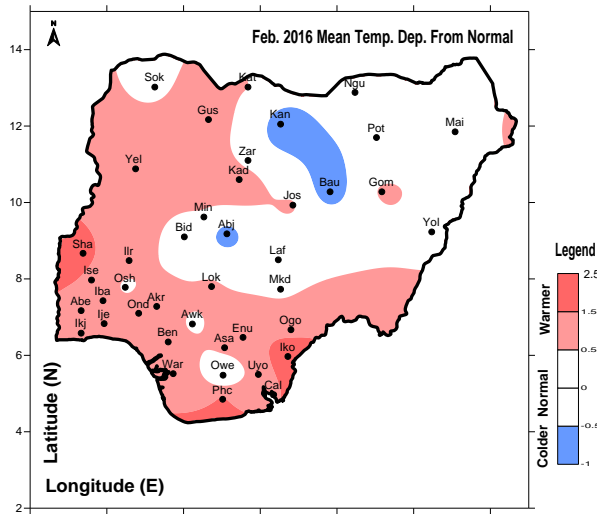 Feb. 2016 Mean Temp. Dep. From Normal
N
14
12
10
8
6
4
2
Sok
Kat
Ngu
Gus
Kan
Pot
Mai
Zar
Yel
Kad
Bau
Gom
Jos
Min
Bid
Abj
Yol
Sha
Ilr
Laf
Ise
Osh
Lok
Mkd
Iba
Abe
Akr
Ond
Ije
Ikj
Awk
Ogo
Ben
Enu
Asa
Iko
War
Owe
Uyo
Cal
Phc
Latitude (N)
Longitude (E)
Legend
2.5
1.5
0.5
0
-0.5
-1
Warmer
Normal
Colder